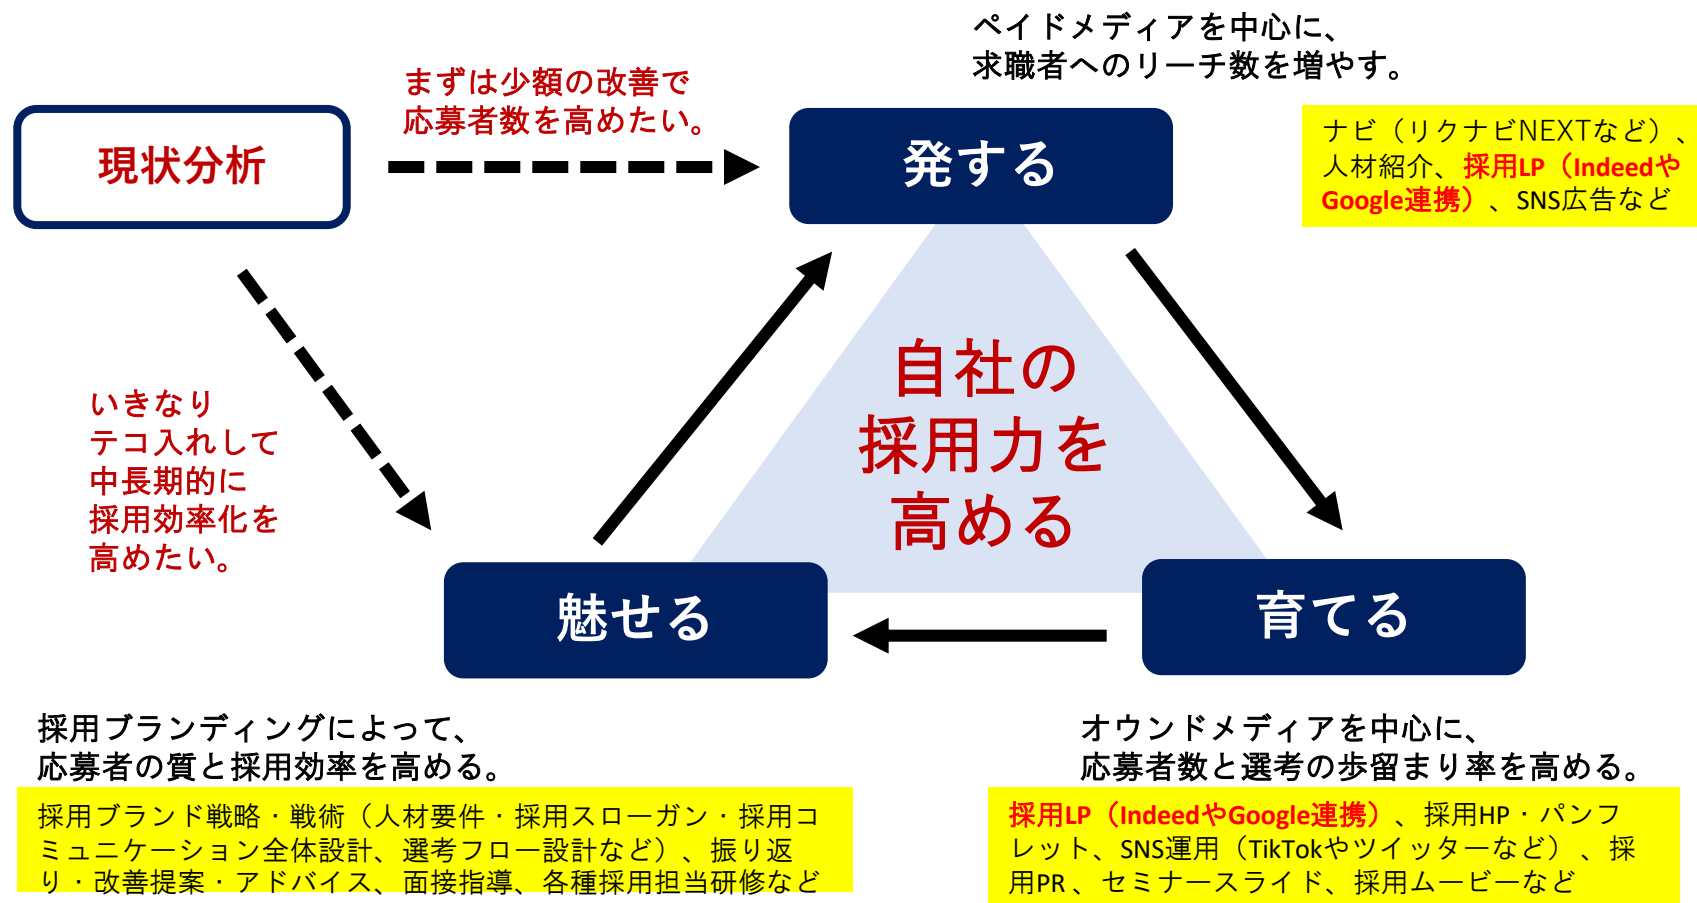 ペイドメディアを中心に、
求職者へのリーチ数を増やす。
まずは少額の改善で
応募者数を高めたい。
現状分析
発する
ナビ（リクナビNEXTなど）、
人材紹介、採用LP（Indeedや
Google連携）、SNS広告など
自社の
採用力を
高める
いきなり
テコ入れして
中長期的に
採用効率化を
高めたい。
魅せる
育てる
採用ブランディングによって、
応募者の質と採用効率を高める。
採用ブランド戦略・戦術（人材要件・採用スローガン・採用コ
ミュニケーション全体設計、選考フロー設計など）、振り返
り・改善提案・アドバイス、面接指導、各種採用担当研修など
オウンドメディアを中心に、
応募者数と選考の歩留まり率を高める。
採用LP（IndeedやGoogle連携）、採用HP・パンフ
レット、SNS運用（TikTokやツイッターなど）、採
用PR、セミナースライド、採用ムービーなど